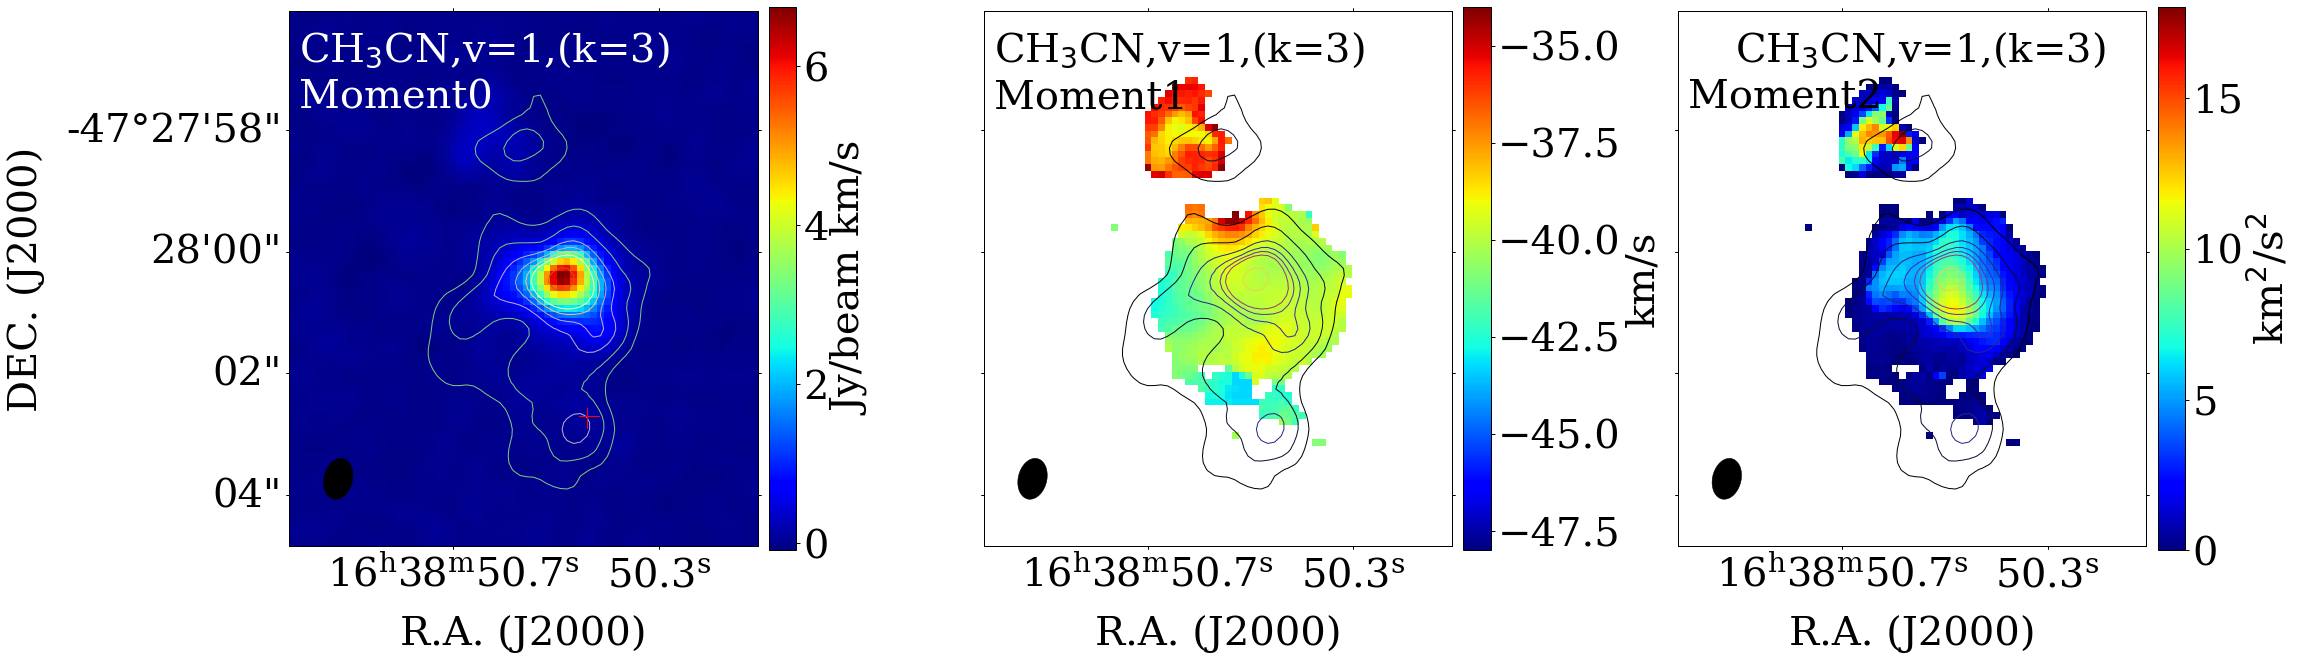 CH₃CN,v=1,(k=3)
Moment0
DEC. (J2000)
-47°27'58"
28'00"
02"
04"
16ʰ38ᵐ50.7ˢ 50.3ˢ
R.A. (J2000)
6
4
2
0
Jy/beam km/s
CH₃CN,v=1,(k=3)
Moment1
16ʰ38ᵐ50.7ˢ 50.3ˢ
R.A. (J2000)
−35.0
−37.5
−40.0
−42.5
−45.0
−47.5
km/s
CH₃CN,v=1,(k=3)
Moment2
16ʰ38ᵐ50.7ˢ 50.3ˢ
R.A. (J2000)
15
10
5
0
km²/s²